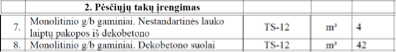 2. Pėsčiųjų takų įrengimas
7. Monolitinio g/b gaminiai. Nestandartinės lauko laiptų pakopos iš dekobetono TS-12 m³ 4
8. Monolitinio g/b gaminiai. Dekobetono suolai TS-12 m³ 42